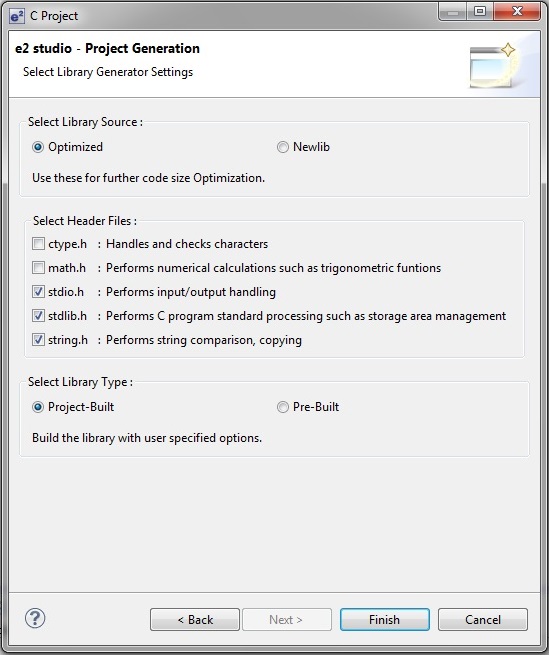 e² C Project
e2 studio - Project Generation
Select Library Generator Settings
Select Library Source :
Optimized Newlib
Use these for further code size Optimization.
Select Header Files :
ctype.h : Handles and checks characters
math.h : Performs numerical calculations such as trigonometric funtions
stdio.h : Performs input/output handling
stdlib.h : Performs C program standard processing such as storage area management
string.h : Performs string comparison, copying
Select Library Type :
Project-Built Pre-Built
Build the library with user specified options.
? < Back Next > Finish Cancel